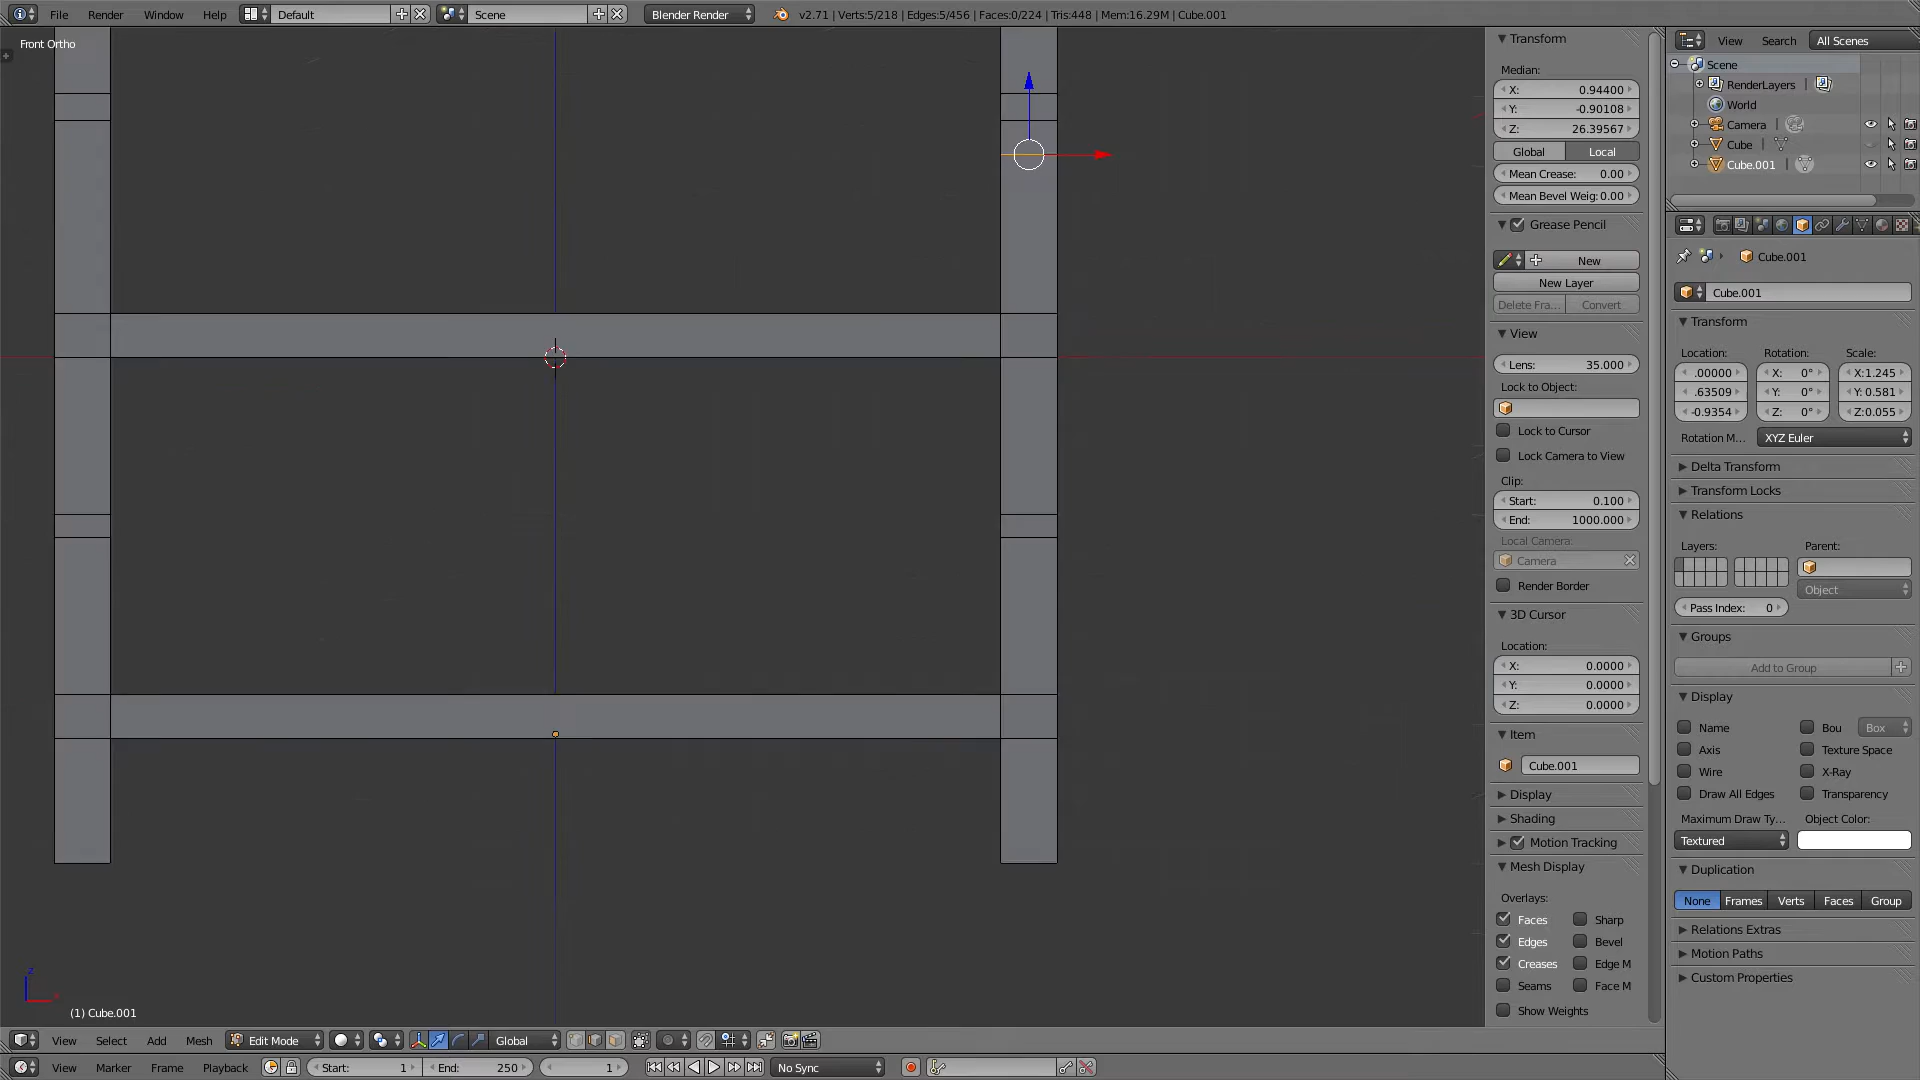 File Render Window Help Default Scene Blender Render v2.71 | Verts:5/218 | Edges:5/456 | Faces:0/224 | Tris:448 | Mem:16.29M | Cube.001
Front Ortho
(1) Cube.001
z
x
Transform
Median:
X: 0.94400
Y: -0.90108
Z: 26.39567
Global Local
Mean Crease: 0.00
Mean Bevel Weig: 0.00
Grease Pencil
New
New Layer
Delete Fra... Convert
View
Lens: 35.000
Lock to Object:
Lock to Cursor
Lock Camera to View
Clip:
Start: 0.100
End: 1000.000
Local Camera:
Camera
Render Border
3D Cursor
Location:
X: 0.0000
Y: 0.0000
Z: 0.0000
Item
Cube.001
Display
Shading
Motion Tracking
Mesh Display
Overlays:
Faces Sharp
Edges Bevel
Creases Edge M
Seams Face M
Show Weights
View Search All Scenes
Scene
RenderLayers
World
Camera
Cube
Cube.001
Cube.001
Cube.001
Transform
Location: Rotation: Scale:
.00000 X: 0° X:1.245
.63509 Y: 0° Y: 0.581
-0.9354 Z: 0° Z:0.055
Rotation M... XYZ Euler
Delta Transform
Transform Locks
Relations
Layers: Parent:
Object
Pass Index: 0
Groups
Add to Group
Display
Name Bou Box
Axis Texture Space
Wire X-Ray
Draw All Edges Transparency
Maximum Draw Ty... Object Color:
Textured
Duplication
None Frames Verts Faces Group
Relations Extras
Motion Paths
Custom Properties
View Select Add Mesh Edit Mode Global
View Marker Frame Playback Start: 1 End: 250 1 No Sync